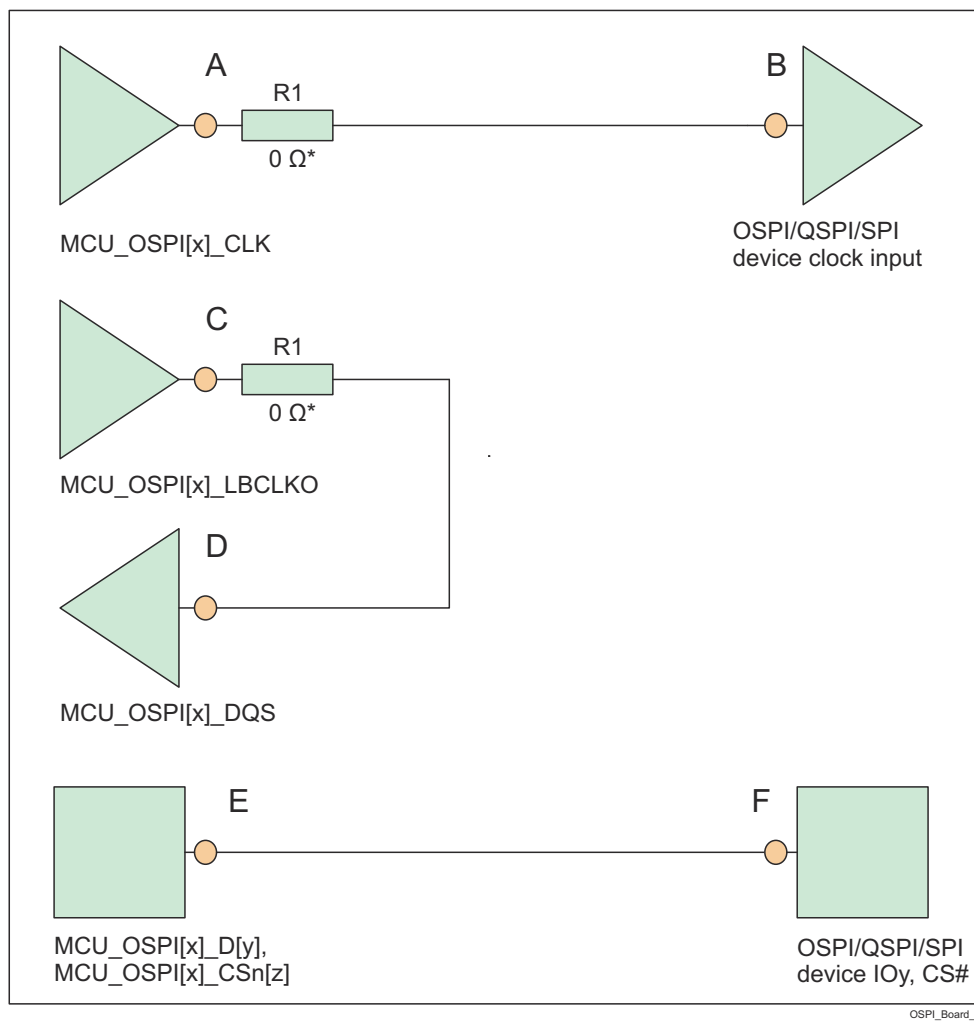 A
R1
0 Ω*
B
MCU_OSPI[x]_CLK
OSPI/QSPI/SPI
device clock input
C
R1
0 Ω*
MCU_OSPI[x]_LBCLKO
D
MCU_OSPI[x]_DQS
E
F
MCU_OSPI[x]_D[y],
MCU_OSPI[x]_CSn[z]
OSPI/QSPI/SPI
device IOy, CS#
OSPI_Board_